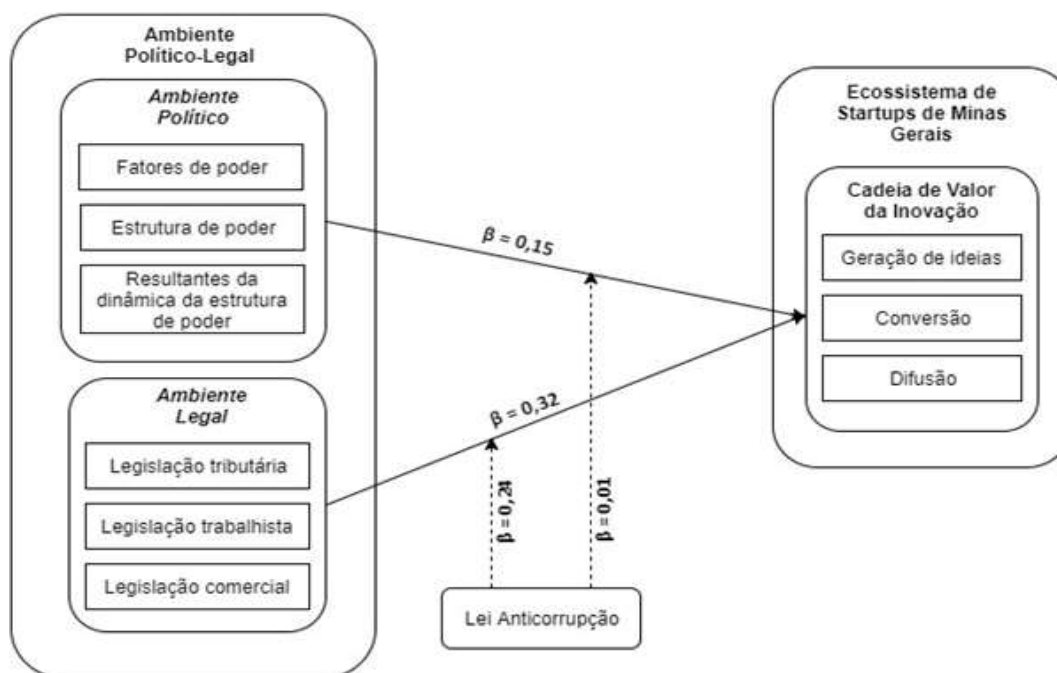 Ambiente
Político-Legal
Ambiente
Político
Fatores de poder
Estrutura de poder
Resultantes da
dinâmica da estrutura
de poder
Ambiente
Legal
Legislação tributária
Legislação trabalhista
Legislação comercial
β = 0,15
β = 0,32
β = 0,24
β = 0,01
Lei Anticorrupção
Ecossistema de
Startups de Minas
Gerais
Cadeia de Valor
da Inovação
Geração de ideias
Conversão
Difusão